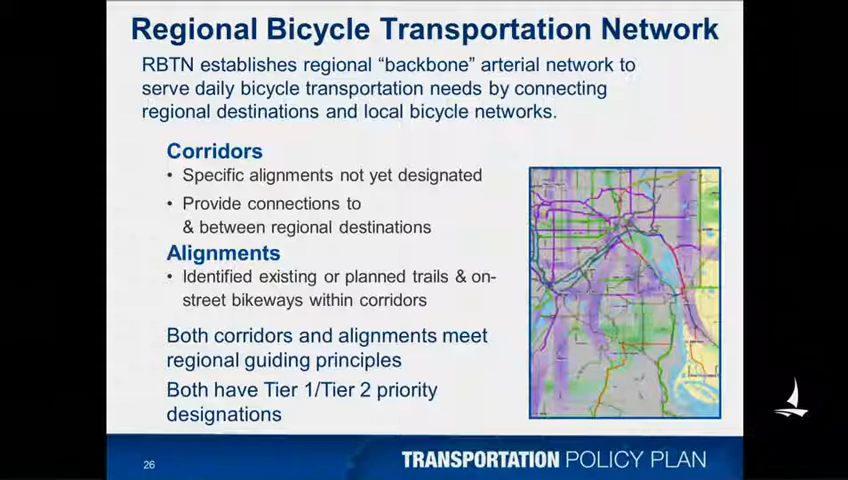 Regional Bicycle Transportation Network
RBTN establishes regional “backbone” arterial network to
serve daily bicycle transportation needs by connecting
regional destinations and local bicycle networks.
Corridors
• Specific alignments not yet designated
• Provide connections to
& between regional destinations
Alignments
• Identified existing or planned trails & on-
street bikeways within corridors
Both corridors and alignments meet
regional guiding principles
Both have Tier 1/Tier 2 priority
designations
26
TRANSPORTATION POLICY PLAN